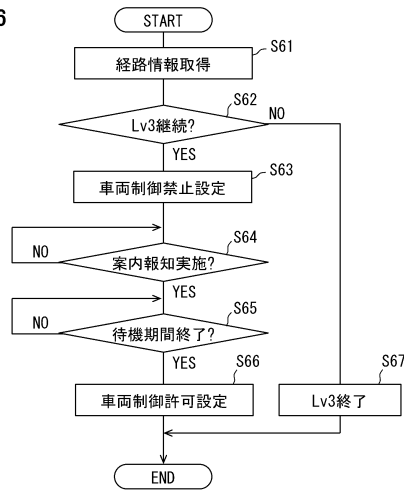 6
START
S61
経路情報取得
S62
Lv3継続?
NO
YES
S63
車両制御禁止設定
S64
案内報知実施?
NO
YES
S65
待機期間終了?
NO
YES
S66
車両制御許可設定
S67
Lv3終了
END